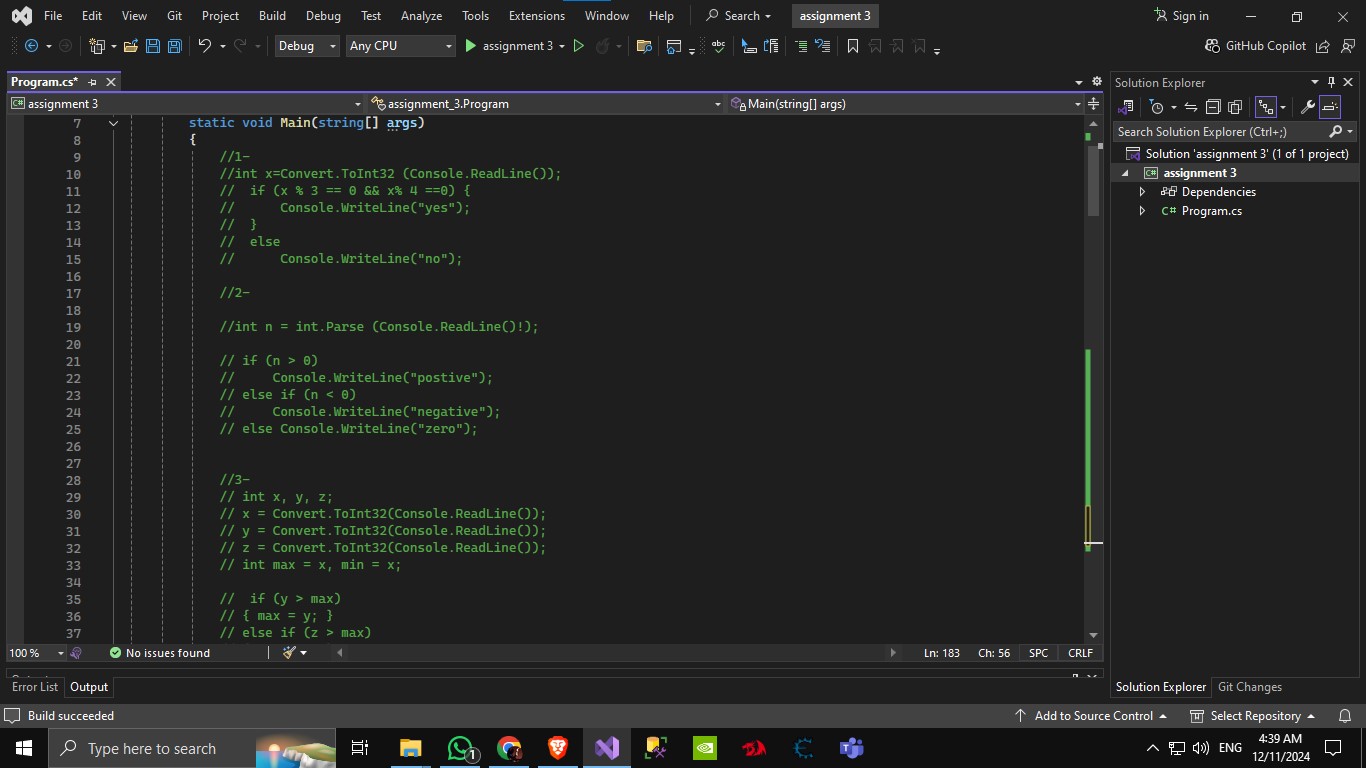 File Edit View Git Project Build Debug Test Analyze Tools Extensions Window Help Search assignment 3 Sign in
Debug Any CPU assignment 3 GitHub Copilot
Program.cs*
assignment 3 assignment_3.Program Main(string[] args)
7 static void Main(string[] args)
8 {
9 //1-
10 //int x=Convert.ToInt32 (Console.ReadLine());
11 //  if (x % 3 == 0 && x% 4 ==0) {
12 //      Console.WriteLine("yes");
13 //  }
14 //  else
15 //      Console.WriteLine("no");
16
17 //2-
18
19 //int n = int.Parse (Console.ReadLine()!);
20
21 // if (n > 0)
22 //     Console.WriteLine("postive");
23 // else if (n < 0)
24 //     Console.WriteLine("negative");
25 // else Console.WriteLine("zero");
26
27
28 //3-
29 // int x, y, z;
30 // x = Convert.ToInt32(Console.ReadLine());
31 // y = Convert.ToInt32(Console.ReadLine());
32 // z = Convert.ToInt32(Console.ReadLine());
33 // int max = x, min = x;
34
35 //  if (y > max)
36 // { max = y; }
37 // else if (z > max)
100 % No issues found Ln: 183 Ch: 56 SPC CRLF
Error List Output
Build succeeded
Solution Explorer
Search Solution Explorer (Ctrl+;)
Solution 'assignment 3' (1 of 1 project)
assignment 3
Dependencies
C# Program.cs
Solution Explorer Git Changes
Add to Source Control Select Repository
Type here to search
1
ENG
4:39 AM
12/11/2024